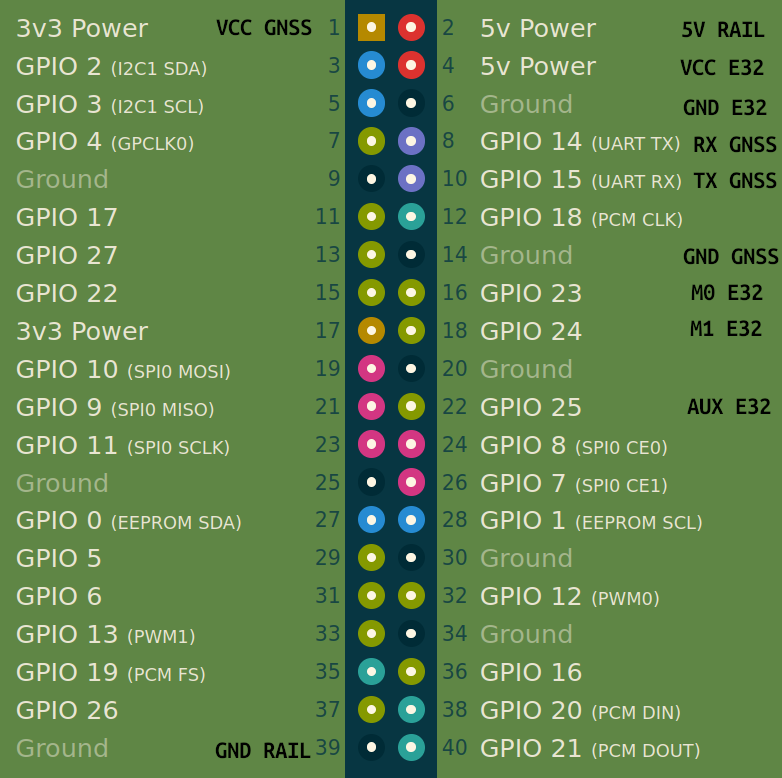 3v3 Power VCC GNSS 1 2 5v Power 5V RAIL
GPIO 2 (I2C1 SDA) 3 4 5v Power VCC E32
GPIO 3 (I2C1 SCL) 5 6 Ground GND E32
GPIO 4 (GPCLK0) 7 8 GPIO 14 (UART TX) RX GNSS
Ground 9 10 GPIO 15 (UART RX) TX GNSS
GPIO 17 11 12 GPIO 18 (PCM CLK)
GPIO 27 13 14 Ground GND GNSS
GPIO 22 15 16 GPIO 23 M0 E32
3v3 Power 17 18 GPIO 24 M1 E32
GPIO 10 (SPI0 MOSI) 19 20 Ground
GPIO 9 (SPI0 MISO) 21 22 GPIO 25 AUX E32
GPIO 11 (SPI0 SCLK) 23 24 GPIO 8 (SPI0 CE0)
Ground 25 26 GPIO 7 (SPI0 CE1)
GPIO 0 (EEPROM SDA) 27 28 GPIO 1 (EEPROM SCL)
GPIO 5 29 30 Ground
GPIO 6 31 32 GPIO 12 (PWM0)
GPIO 13 (PWM1) 33 34 Ground
GPIO 19 (PCM FS) 35 36 GPIO 16
GPIO 26 37 38 GPIO 20 (PCM DIN)
Ground GND RAIL 39 40 GPIO 21 (PCM DOUT)